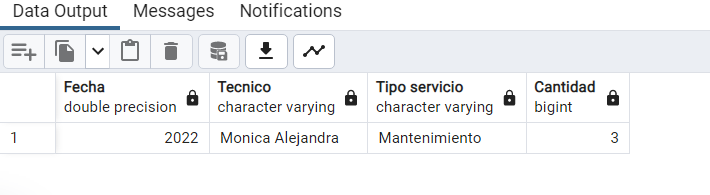 Data Output Messages Notifications
Fecha Tecnico Tipo servicio Cantidad
double precision character varying character varying bigint
1 2022 Monica Alejandra Mantenimiento 3